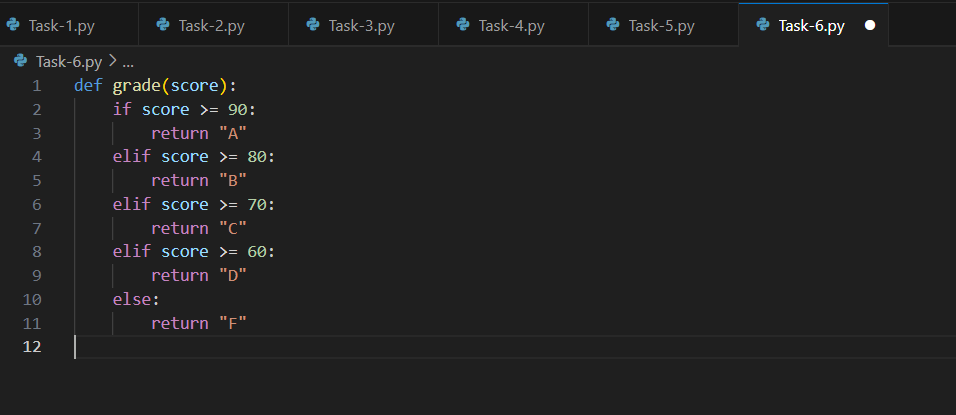 Task-1.py Task-2.py Task-3.py Task-4.py Task-5.py Task-6.py
Task-6.py > ...
1 def grade(score):
2     if score >= 90:
3         return "A"
4     elif score >= 80:
5         return "B"
6     elif score >= 70:
7         return "C"
8     elif score >= 60:
9         return "D"
10     else:
11         return "F"
12